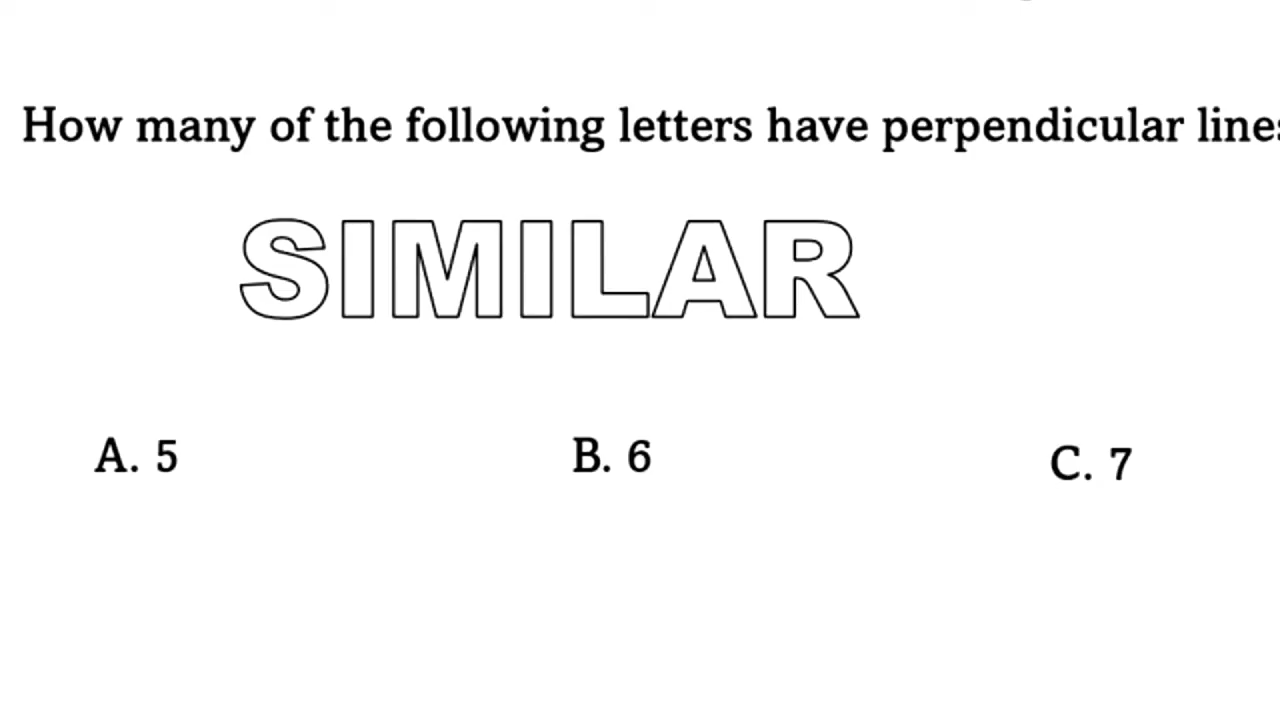 How many of the following letters have perpendicular line
SIMILAR
A. 5 B. 6 C. 7